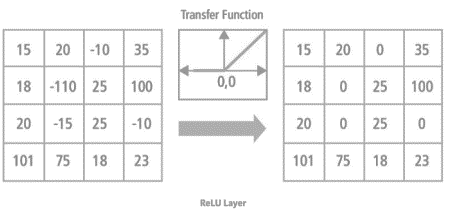 Transfer Function
15 20 -10 35
18 -110 25 100
20 -15 25 -10
101 75 18 23
0,0
15 20 0 35
18 0 25 100
20 0 25 0
101 75 18 23
ReLU Layer